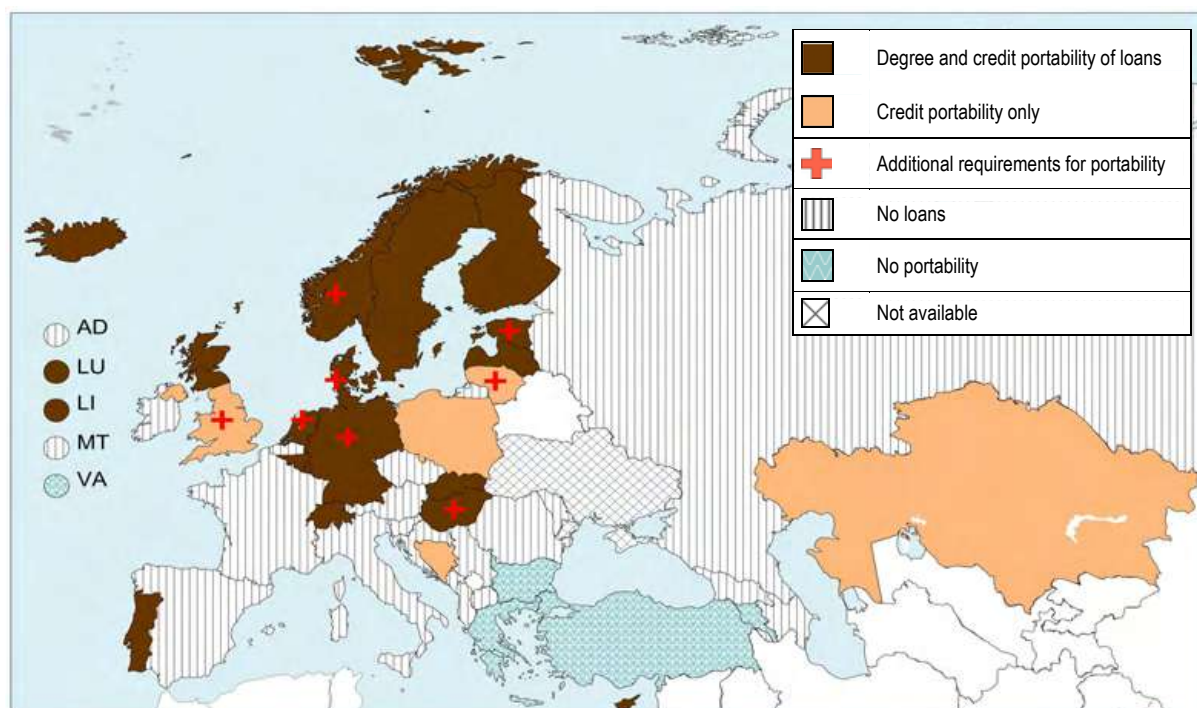 Degree and credit portability of loans
Credit portability only
Additional requirements for portability
No loans
No portability
Not available
AD
LU
LI
MT
VA